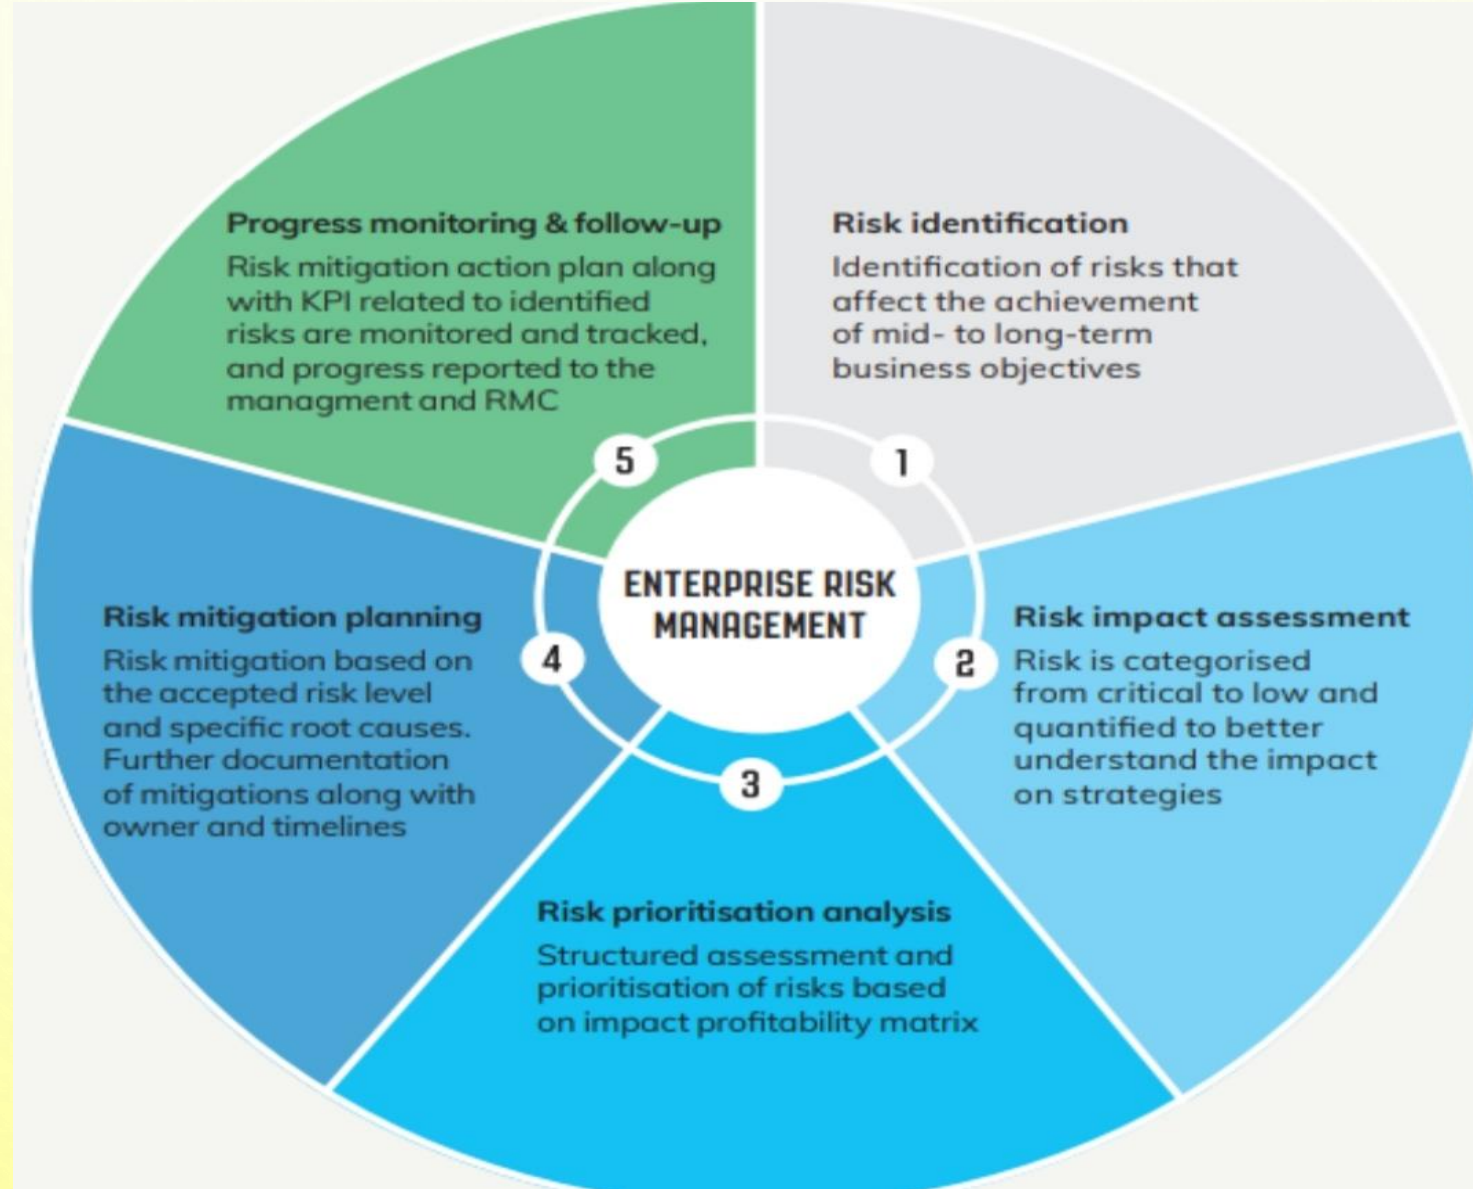 Progress monitoring & follow-up
Risk mitigation action plan along
with KPI related to identified
risks are monitored and tracked,
and progress reported to the
managment and RMC
5
Risk identification
Identification of risks that
affect the achievement
of mid- to long-term
business objectives
1
ENTERPRISE RISK
MANAGEMENT
Risk mitigation planning
Risk mitigation based on
the accepted risk level
and specific root causes.
Further documentation
of mitigations along with
owner and timelines
4
2
Risk impact assessment
Risk is categorised
from critical to low and
quantified to better
understand the impact
on strategies
3
Risk prioritisation analysis
Structured assessment and
prioritisation of risks based
on impact profitability matrix